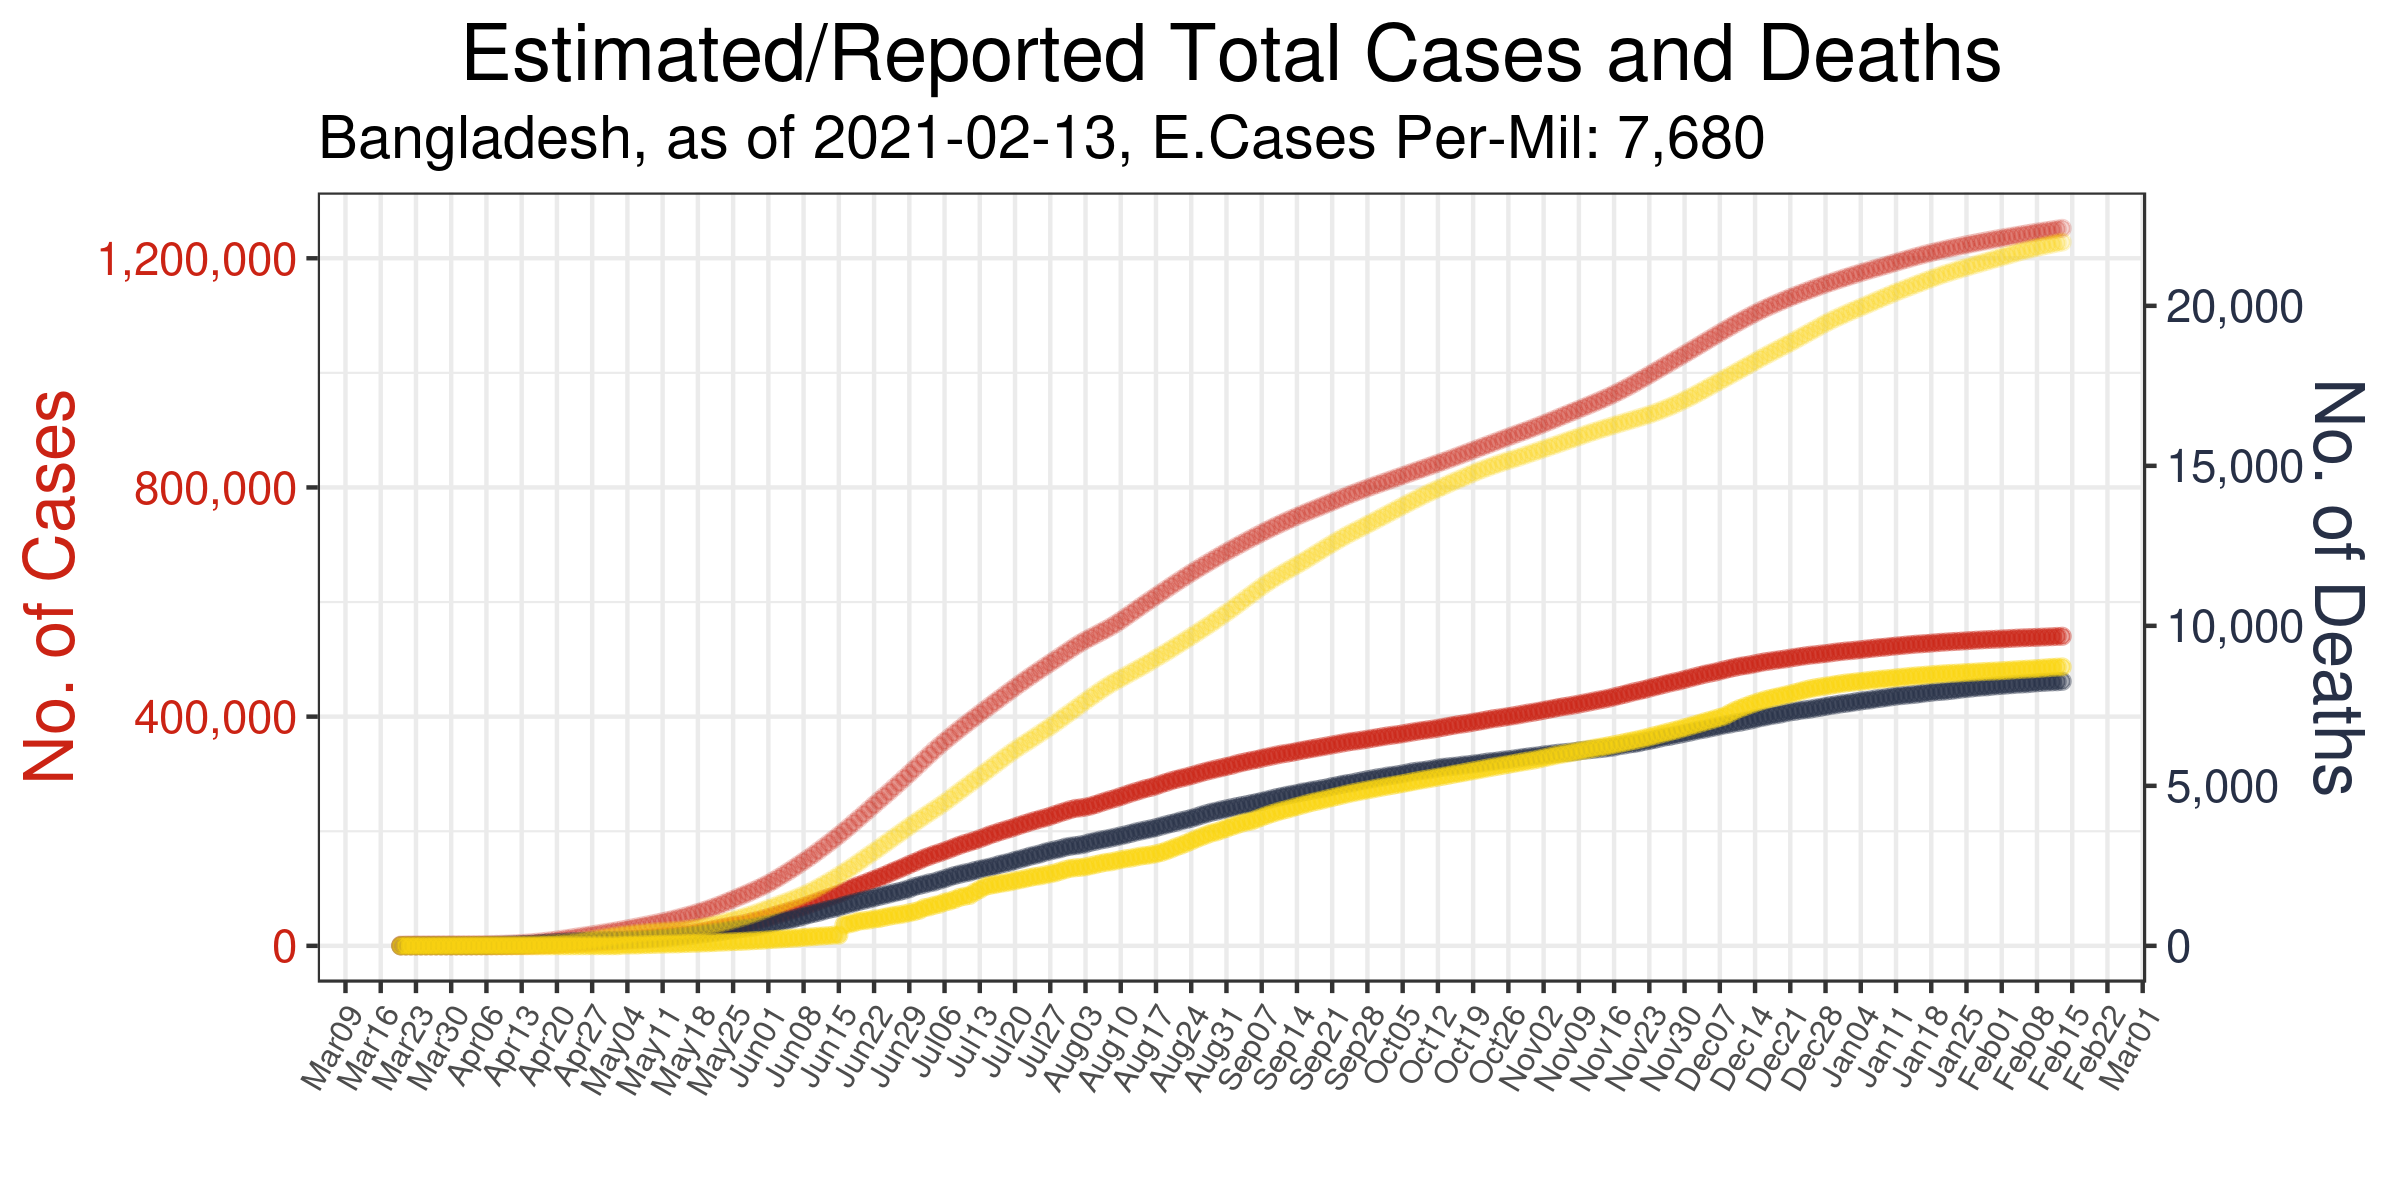 Estimated/Reported Total Cases and Deaths
Bangladesh, as of 2021-02-13, E.Cases Per-Mil: 7,680
No. of Cases
1,200,000
800,000
400,000
0
20,000
15,000
10,000
5,000
0
No. of Deaths
Mar09
Mar16
Mar23
Mar30
Apr06
Apr13
Apr20
Apr27
May04
May11
May18
May25
Jun01
Jun08
Jun15
Jun22
Jun29
Jul06
Jul13
Jul20
Jul27
Aug03
Aug10
Aug17
Aug24
Aug31
Sep07
Sep14
Sep21
Sep28
Oct05
Oct12
Oct19
Oct26
Nov02
Nov09
Nov16
Nov23
Nov30
Dec07
Dec14
Dec21
Dec28
Jan04
Jan11
Jan18
Jan25
Feb01
Feb08
Feb15
Feb22
Mar01